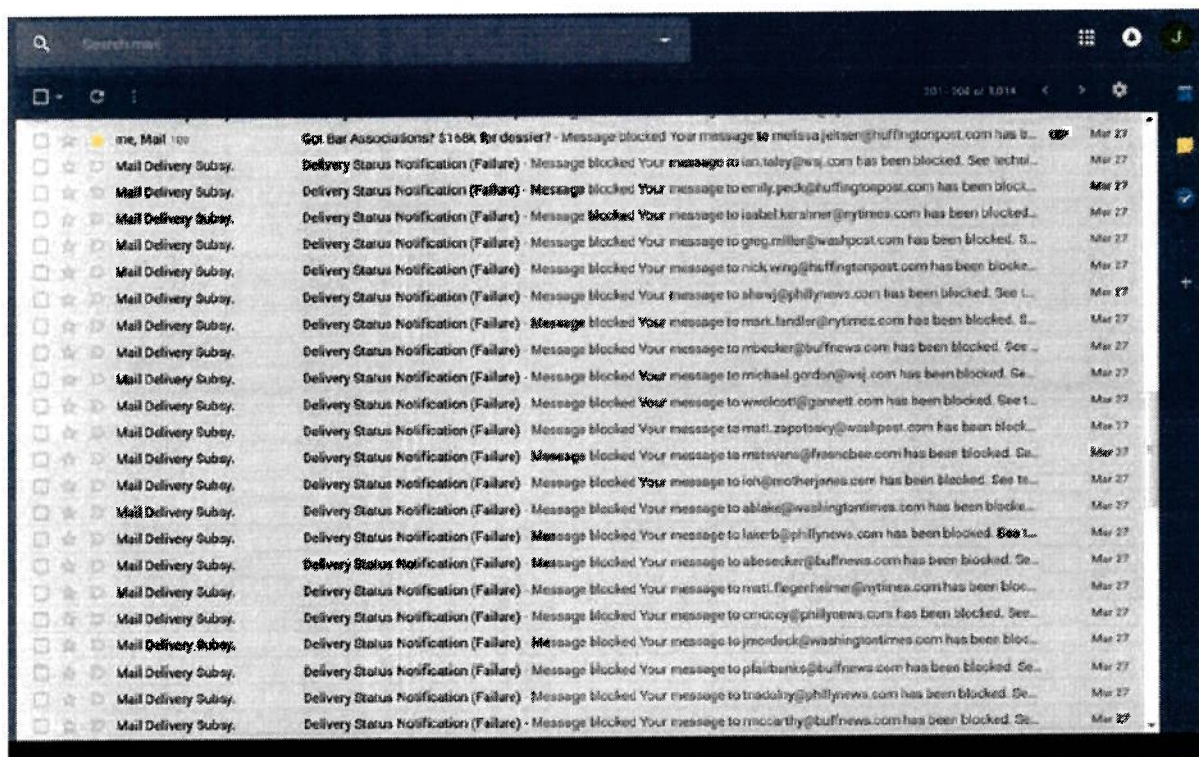 Search mail
J
of 1,014
me, Mail 100 Got Bar Associations? $168k for dossier? - Message blocked Your message to melissa.jeltsen@huffingtonpost.com has b... Mar 27
Mail Delivery Subsy. Delivery Status Notification (Failure) - Message blocked Your message to ian.taley@wsj.com has been blocked. See techni... Mar 27
Mail Delivery Subsy. Delivery Status Notification (Failure) - Message blocked Your message to emily.peck@huffingtonpost.com has been block... Mar 27
Mail Delivery Subsy. Delivery Status Notification (Failure) - Message blocked Your message to isabel.kershner@nytimes.com has been blocked... Mar 27
Mail Delivery Subsy. Delivery Status Notification (Failure) - Message blocked Your message to greg.miller@washpost.com has been blocked. S... Mar 27
Mail Delivery Subsy. Delivery Status Notification (Failure) - Message blocked Your message to nick.wing@huffingtonpost.com has been blocke... Mar 27
Mail Delivery Subsy. Delivery Status Notification (Failure) - Message blocked Your message to shawj@phillynews.com has been blocked. See t... Mar 27
Mail Delivery Subsy. Delivery Status Notification (Failure) - Message blocked Your message to mark.landler@nytimes.com has been blocked. S... Mar 27
Mail Delivery Subsy. Delivery Status Notification (Failure) - Message blocked Your message to mbecker@buffnews.com has been blocked. See ... Mar 27
Mail Delivery Subsy. Delivery Status Notification (Failure) - Message blocked Your message to michael.gordon@wsj.com has been blocked. Se... Mar 27
Mail Delivery Subsy. Delivery Status Notification (Failure) - Message blocked Your message to wwolcott@gannett.com has been blocked. See t... Mar 27
Mail Delivery Subsy. Delivery Status Notification (Failure) - Message blocked Your message to matt.zapotosky@washpost.com has been block... Mar 27
Mail Delivery Subsy. Delivery Status Notification (Failure) - Message blocked Your message to mstevens@fresnobee.com has been blocked. Se... Mar 27
Mail Delivery Subsy. Delivery Status Notification (Failure) - Message blocked Your message to has been blocked. See te... Mar 27
Mail Delivery Subsy. Delivery Status Notification (Failure) - Message blocked Your message to ablake@washingtontimes.com has been blocke... Mar 27
Mail Delivery Subsy. Delivery Status Notification (Failure) - Message blocked Your message to lakerb@phillynews.com has been blocked. See t... Mar 27
Mail Delivery Subsy. Delivery Status Notification (Failure) - Message blocked Your message to abesecker@buffnews.com has been blocked. Se... Mar 27
Mail Delivery Subsy. Delivery Status Notification (Failure) - Message blocked Your message to matt.flegenheimer@nytimes.com has been bloc... Mar 27
Mail Delivery Subsy. Delivery Status Notification (Failure) - Message blocked Your message to cmccoy@phillynews.com has been blocked. See... Mar 27
Mail Delivery Subsy. Delivery Status Notification (Failure) - Message blocked Your message to jmordock@washingtontimes.com has been bloc... Mar 27
Mail Delivery Subsy. Delivery Status Notification (Failure) - Message blocked Your message to pfairbanks@buffnews.com has been blocked. Se... Mar 27
Mail Delivery Subsy. Delivery Status Notification (Failure) - Message blocked Your message to has been blocked. Se... Mar 27
Mail Delivery Subsy. Delivery Status Notification (Failure) - Message blocked Your message to rmccarthy@buffnews.com has been blocked. Se... Mar 27